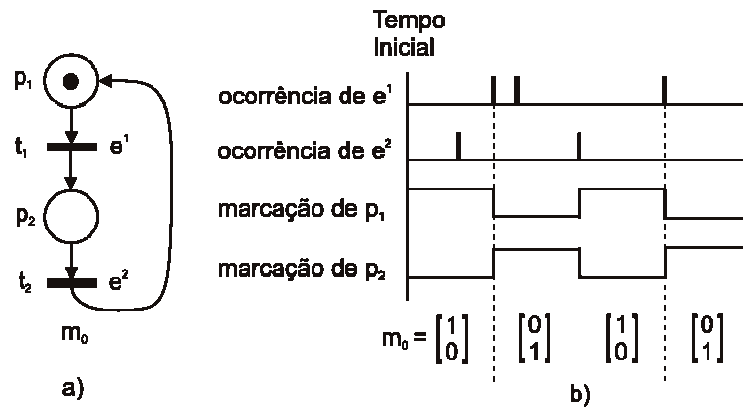 p₁
t₁ e¹
p₂
t₂ e²
m₀
a)
Tempo
Inicial
ocorrência de e¹
ocorrência de e²
marcação de p₁
marcação de p₂
m₀ = [1 0] [0 1] [1 0] [0 1]
b)